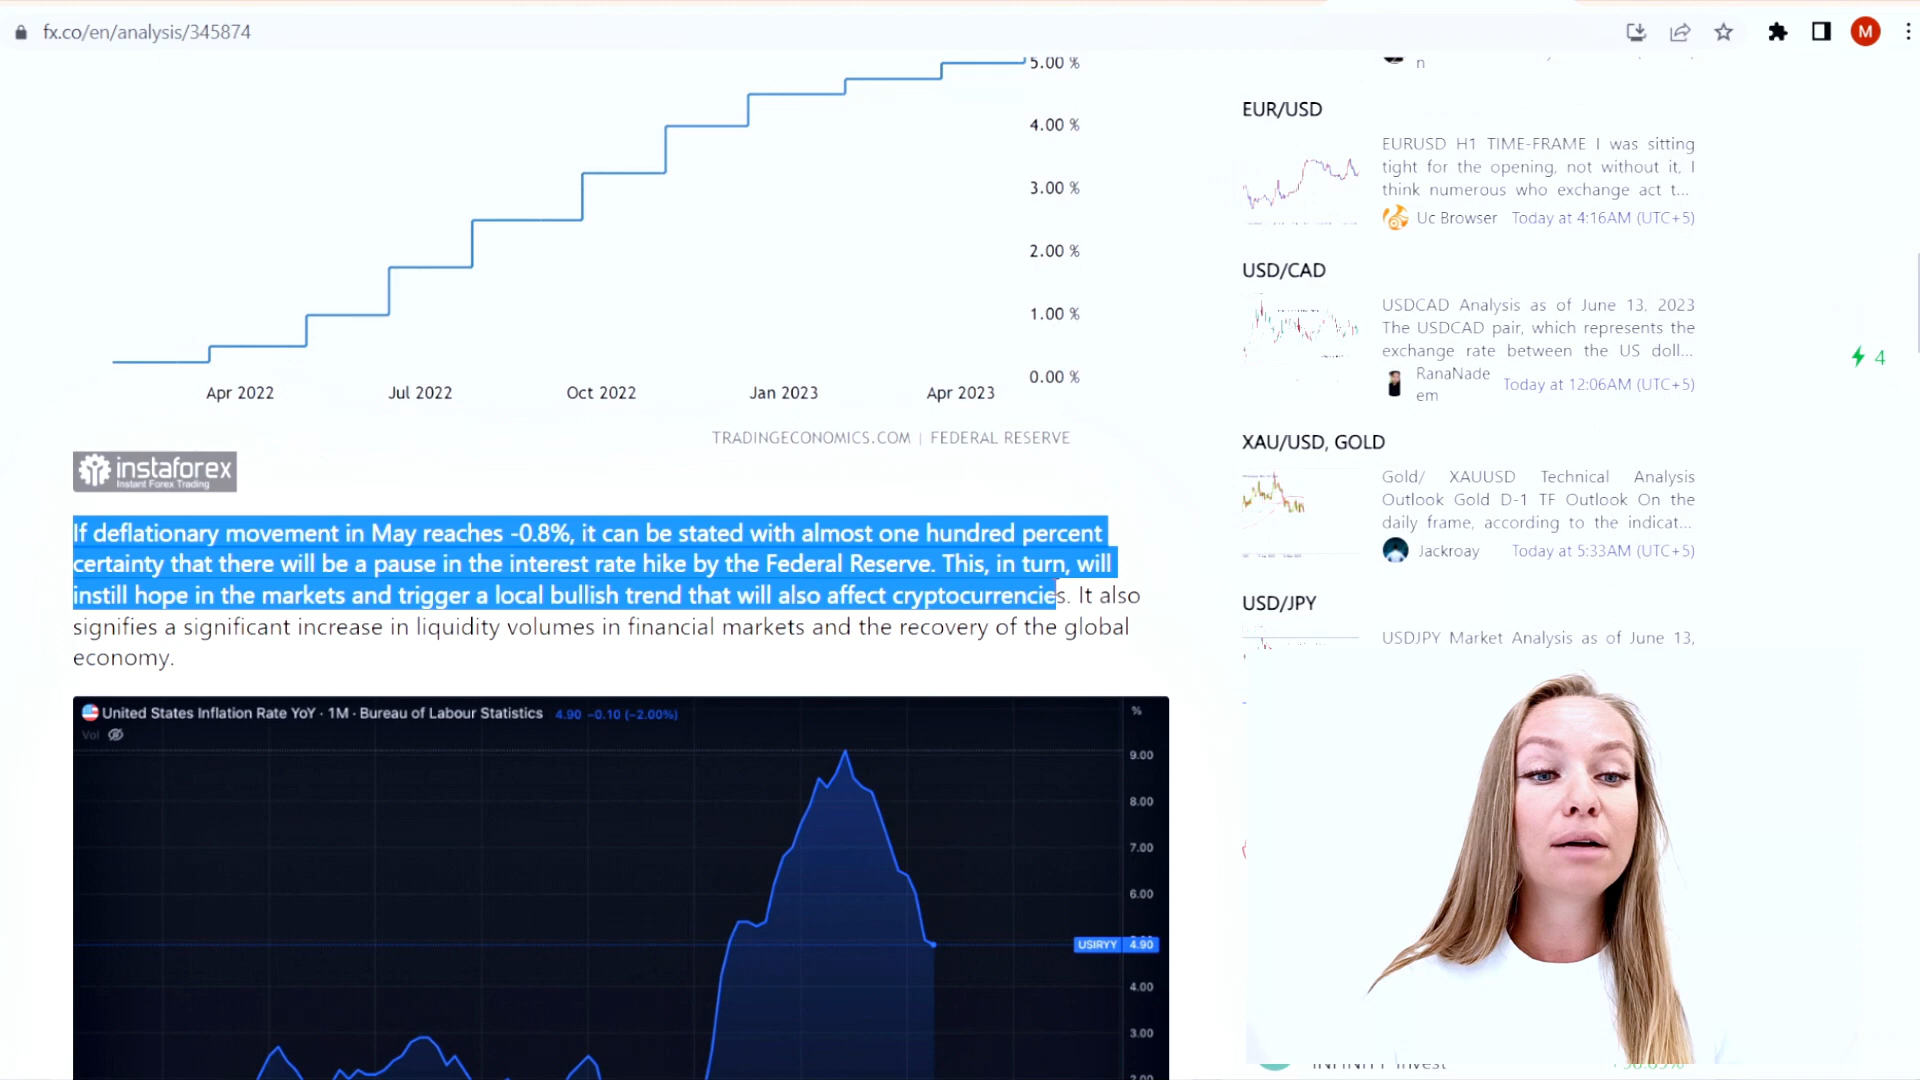 fx.co/en/analysis/345874
M
5.00 %
4.00 %
3.00 %
2.00 %
1.00 %
0.00 %
Apr 2022
Jul 2022
Oct 2022
Jan 2023
Apr 2023
TRADINGECONOMICS.COM | FEDERAL RESERVE
instaforex
Instant Forex Trading
If deflationary movement in May reaches -0.8%, it can be stated with almost one hundred percent
certainty that there will be a pause in the interest rate hike by the Federal Reserve. This, in turn, will
instill hope in the markets and trigger a local bullish trend that will also affect cryptocurrencies. It also
signifies a significant increase in liquidity volumes in financial markets and the recovery of the global
economy.
United States Inflation Rate YoY · 1M · Bureau of Labour Statistics 4.90 −0.10 (−2.00%)
Vol
%
9.00
8.00
7.00
6.00
USIRYY 4.90
4.00
3.00
2.00
n
EUR/USD
EURUSD H1 TIME-FRAME I was sitting
tight for the opening, not without it, I
think numerous who exchange act t...
Uc Browser Today at 4:16AM (UTC+5)
USD/CAD
USDCAD Analysis as of June 13, 2023
The USDCAD pair, which represents the
exchange rate between the US doll...
RanaNade
em
Today at 12:06AM (UTC+5)
XAU/USD, GOLD
Gold/ XAUUSD Technical Analysis
Outlook Gold D-1 TF Outlook On the
daily frame, according to the indicat...
Jackroay Today at 5:33AM (UTC+5)
USD/JPY
USDJPY Market Analysis as of June 13,
4